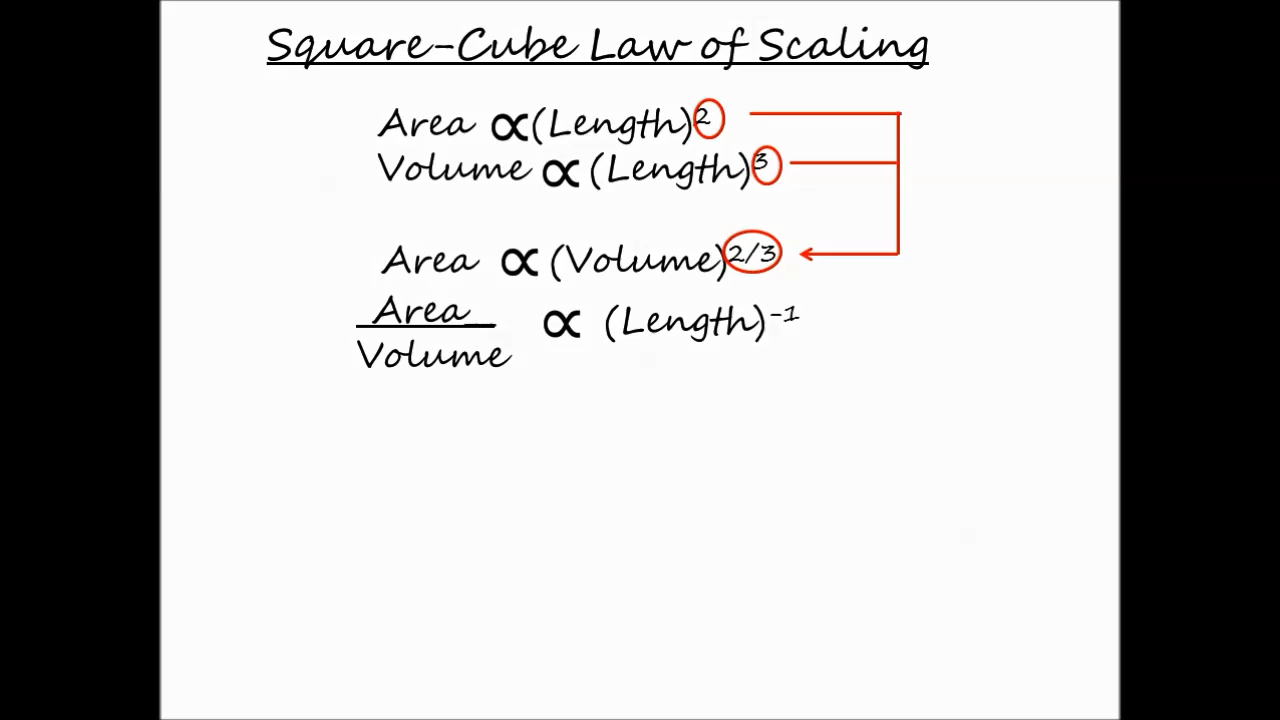 Square-Cube Law of Scaling
Area ∝ (Length)²
Volume ∝ (Length)³
Area ∝ (Volume)^2/3
Area
Volume ∝ (Length)⁻¹